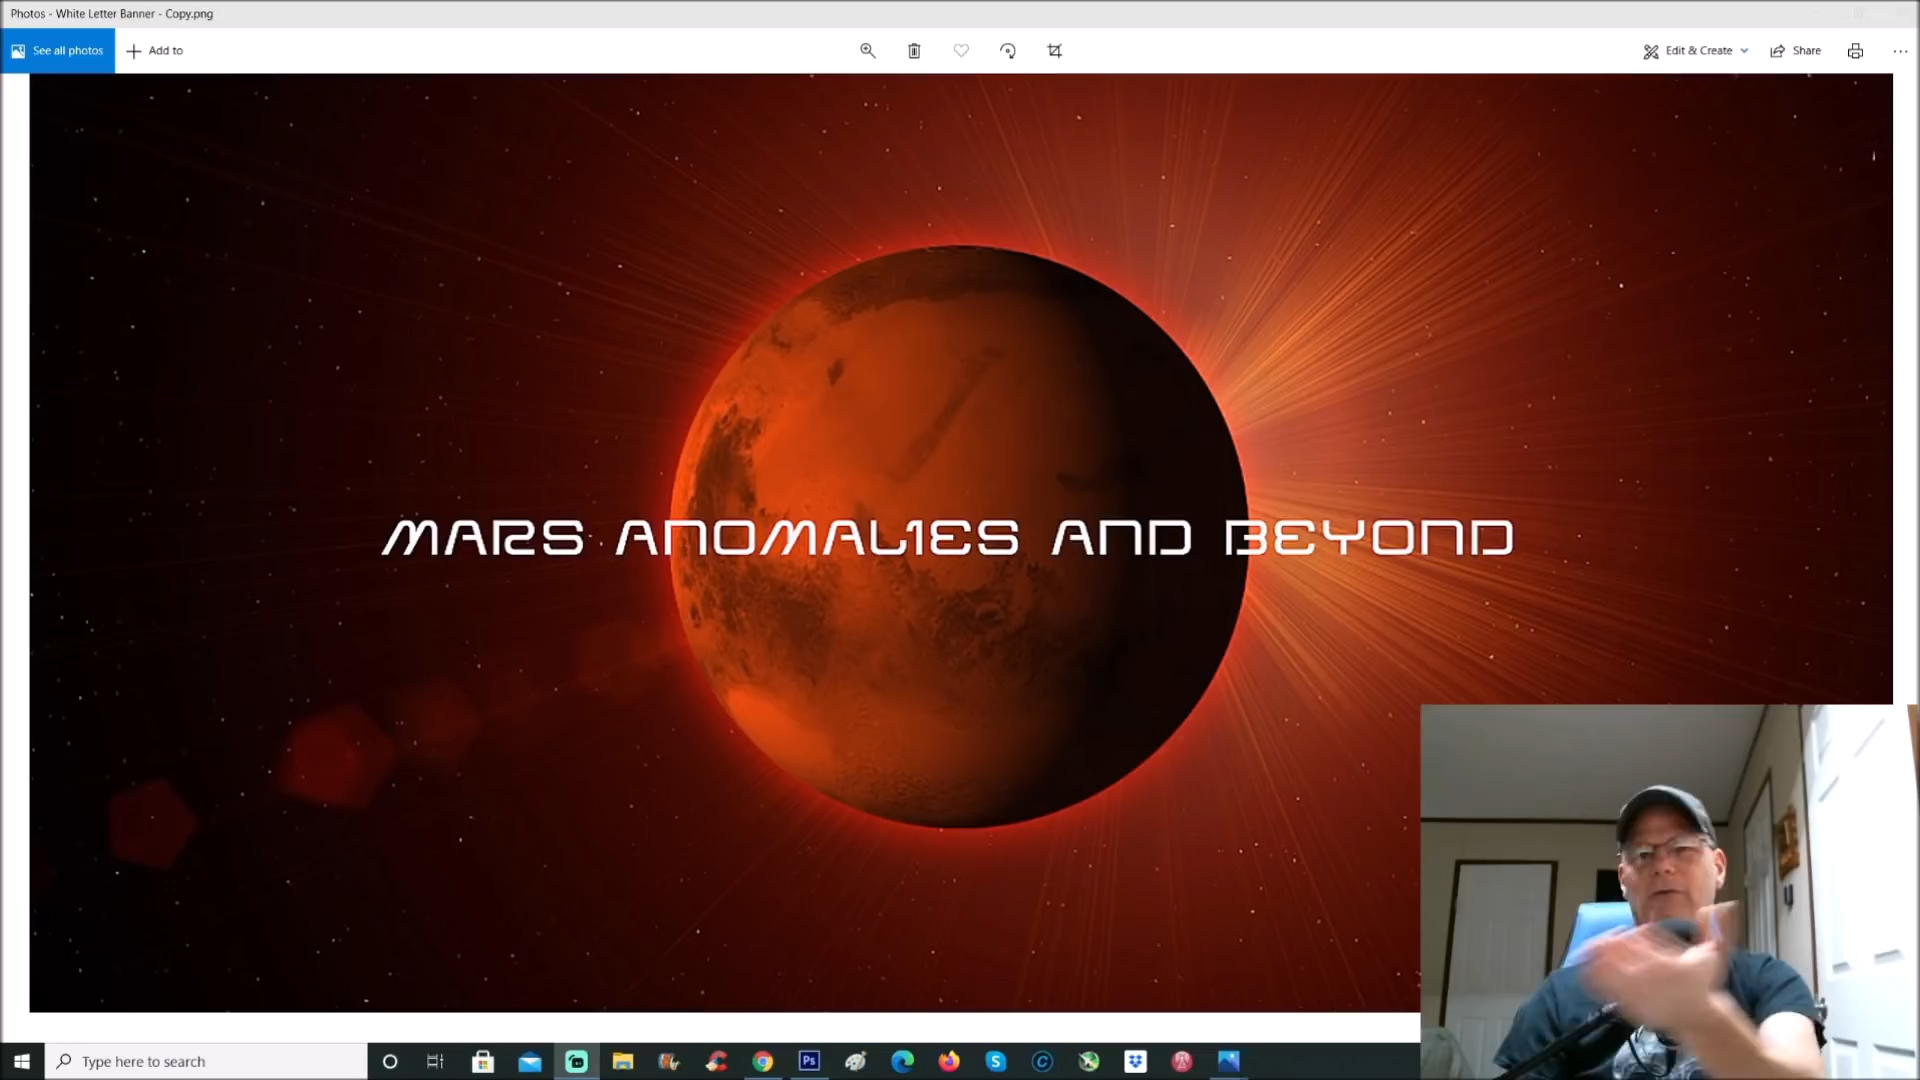 Photos - White Letter Banner - Copy.png
See all photos
Add to
Edit & Create
Share
MARS ANOMALIES AND BEYOND
Type here to search
Ps